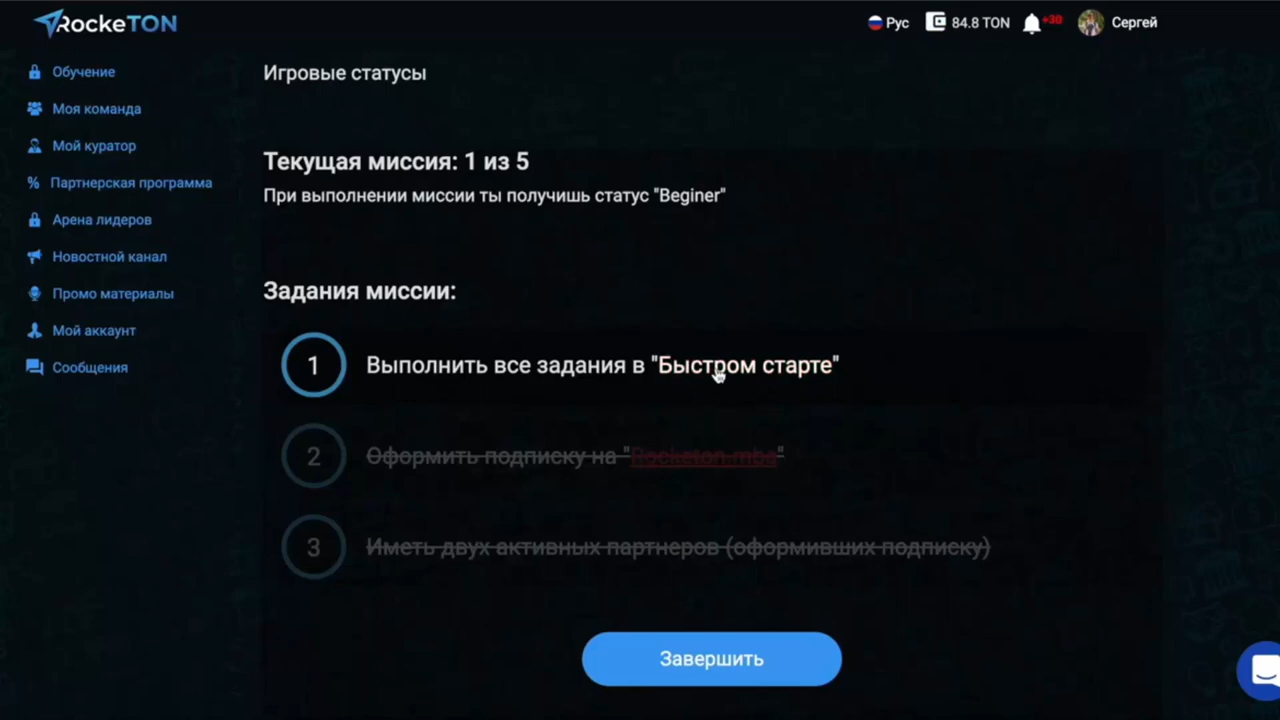 RockeTON
Рус
84.8 TON
+30
Сергей
Обучение
Моя команда
Мой куратор
Партнерская программа
Арена лидеров
Новостной канал
Промо материалы
Мой аккаунт
Сообщения
Игровые статусы
Текущая миссия: 1 из 5
При выполнении миссии ты получишь статус "Beginer"
Задания миссии:
1 Выполнить все задания в "Быстром старте"
2 Оформить подписку на "Rocketon.mba"
3 Иметь двух активных партнеров (оформивших подписку)
Завершить